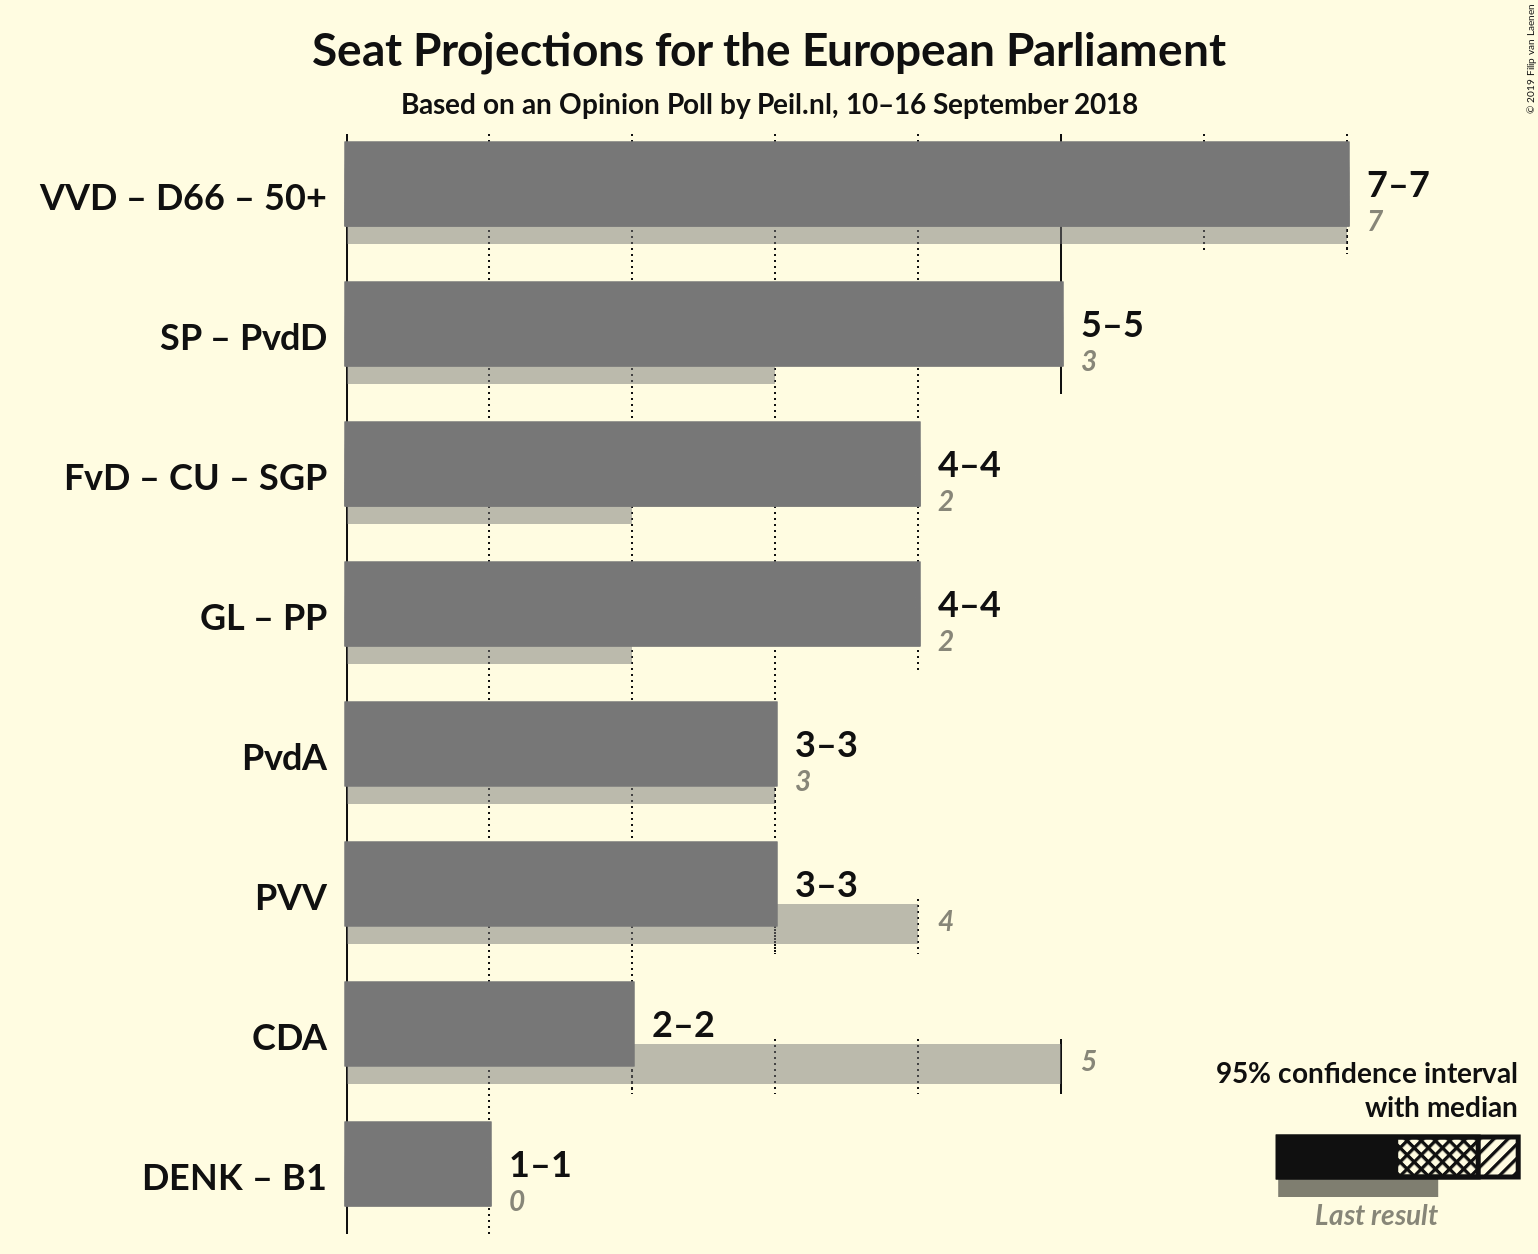 Seat Projections for the European Parliament
Based on an Opinion Poll by Peil.nl, 10–16 September 2018
© 2019 Filip van Laenen
VVD – D66 – 50+
7–7
7
SP – PvdD
5–5
3
FvD – CU – SGP
4–4
2
GL – PP
4–4
2
PvdA
3–3
3
PVV
3–3
4
CDA
2–2
5
DENK – B1
1–1
0
95% confidence interval
with median
Last result